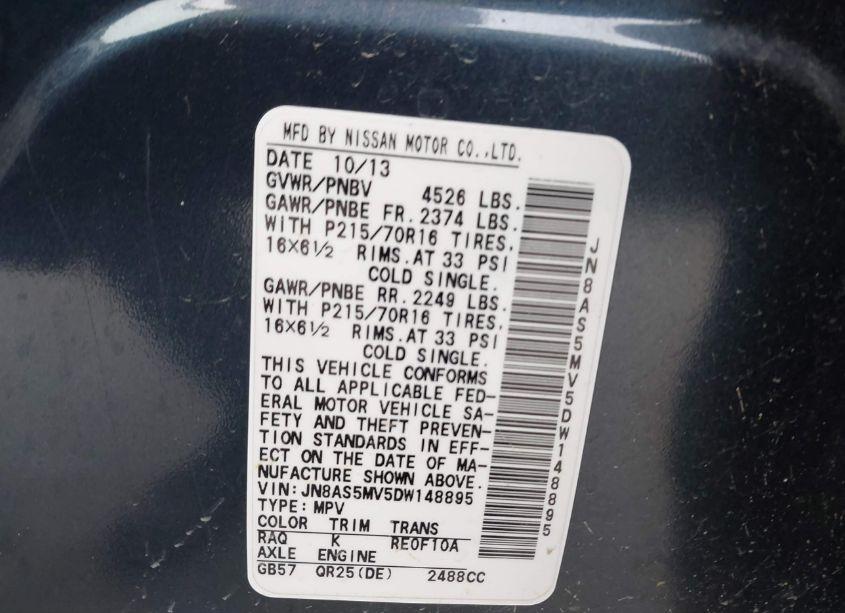 MFD BY NISSAN MOTOR CO.,LTD.
DATE 10/13
GVWR/PNBV 4526 LBS.
GAWR/PNBE FR. 2374 LBS.
WITH P215/70R16 TIRES,
16X6½ RIMS.AT 33 PSI
COLD SINGLE.
GAWR/PNBE RR. 2249 LBS.
WITH P215/70R16 TIRES,
16X6½ RIMS.AT 33 PSI
COLD SINGLE.
THIS VEHICLE CONFORMS
TO ALL APPLICABLE FED-
ERAL MOTOR VEHICLE SA-
FETY AND THEFT PREVEN-
TION STANDARDS IN EFF-
ECT ON THE DATE OF MA-
NUFACTURE SHOWN ABOVE.
VIN: JN8AS5MV5DW148895
TYPE: MPV
COLOR TRIM TRANS
RAQ K RE0F10A
AXLE ENGINE
GB57 QR25(DE) 2488CC
JN8AS5MV5DW148895